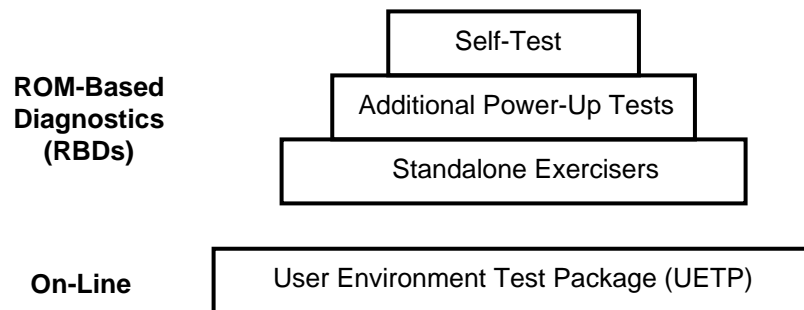 Self-Test
ROM-Based
Diagnostics
(RBDs)
Additional Power-Up Tests
Standalone Exercisers
On-Line
User Environment Test Package (UETP)